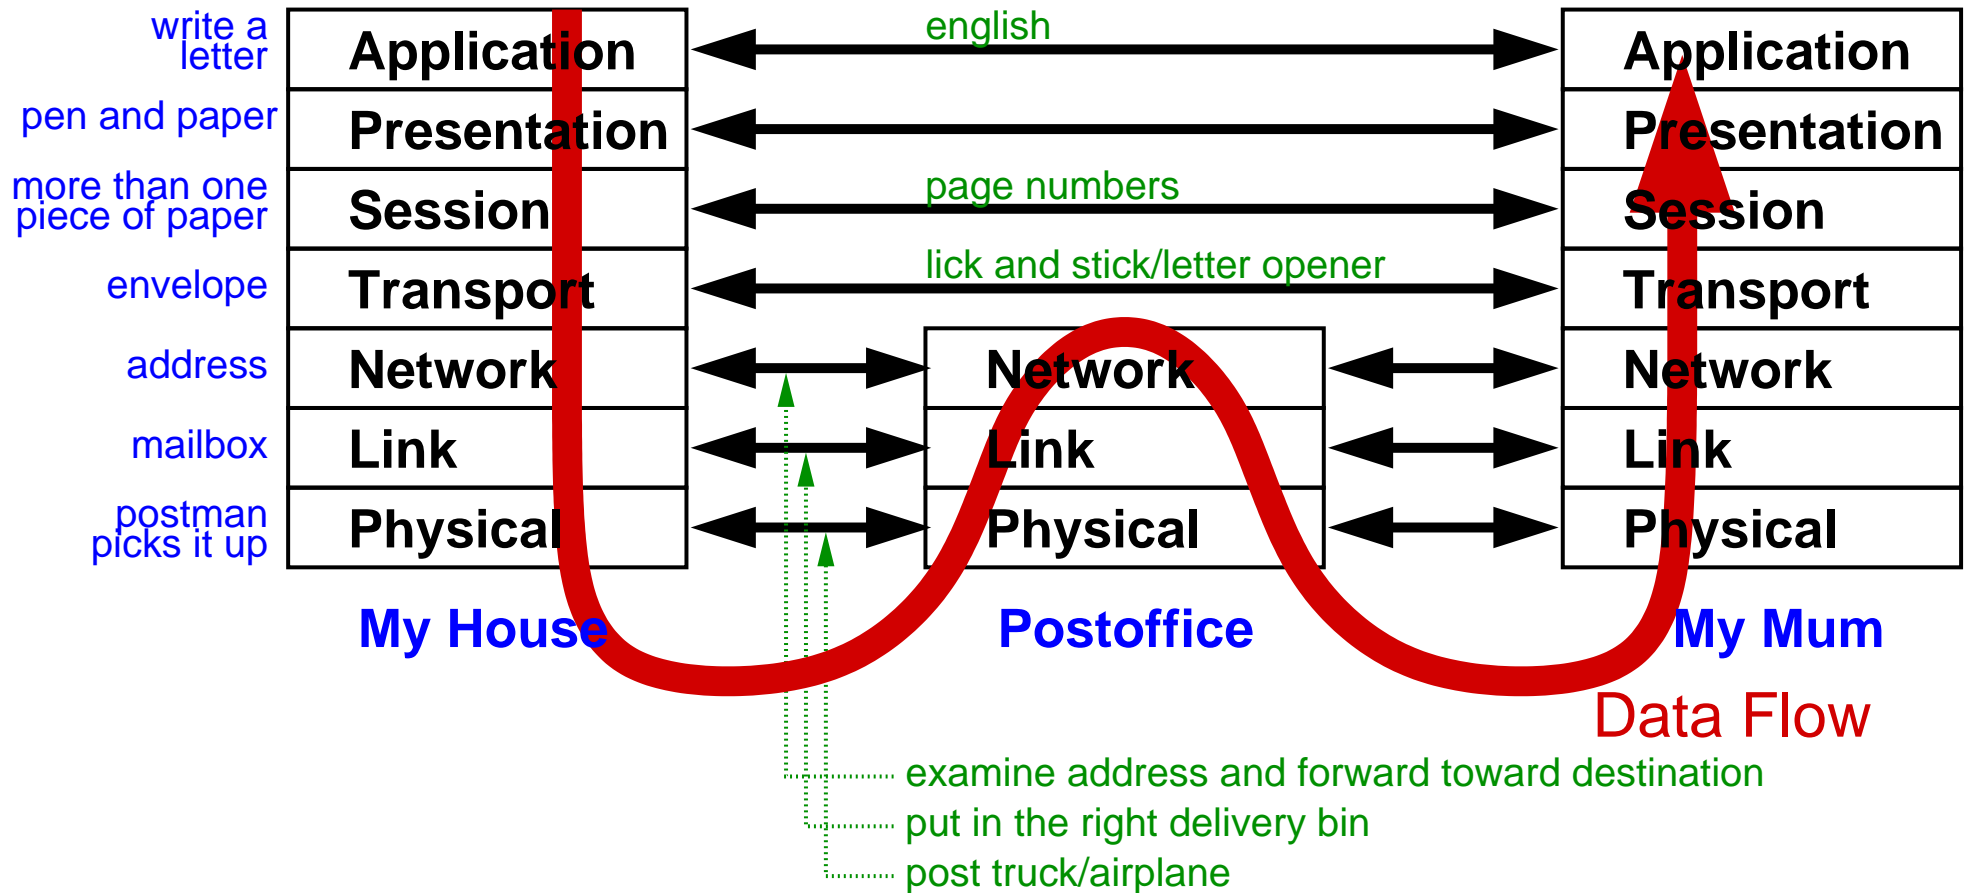 write a
letter
Application
english
Application
pen and paper
Presentation
Presentation
more than one
piece of paper
Session
page numbers
Session
envelope
Transport
lick and stick/letter opener
Transport
address
Network
Network
Network
mailbox
Link
Link
Link
postman
picks it up
Physical
Physical
Physical
My House
Postoffice
My Mum
Data Flow
examine address and forward toward destination
put in the right delivery bin
post truck/airplane